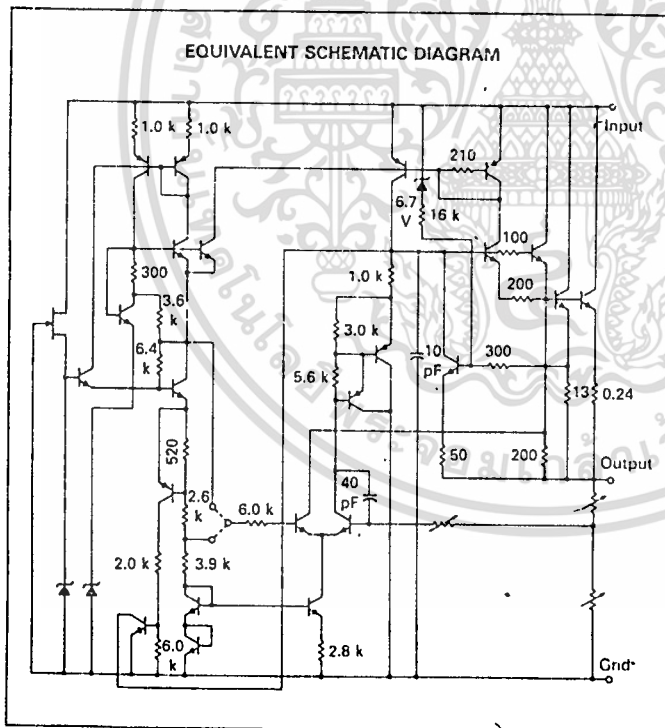 EQUIVALENT SCHEMATIC DIAGRAM
Input
1.0 k
1.0 k
210
6.7
V
16 k
100
300
1.0 k
200
3.6
k
3.0 k
6.4
k
10
pF
300
5.6 k
13
0.24
520
50
200
Output
2.6
k
40
pF
6.0 k
2.0 k
3.9 k
6.0
k
2.8 k
Grid